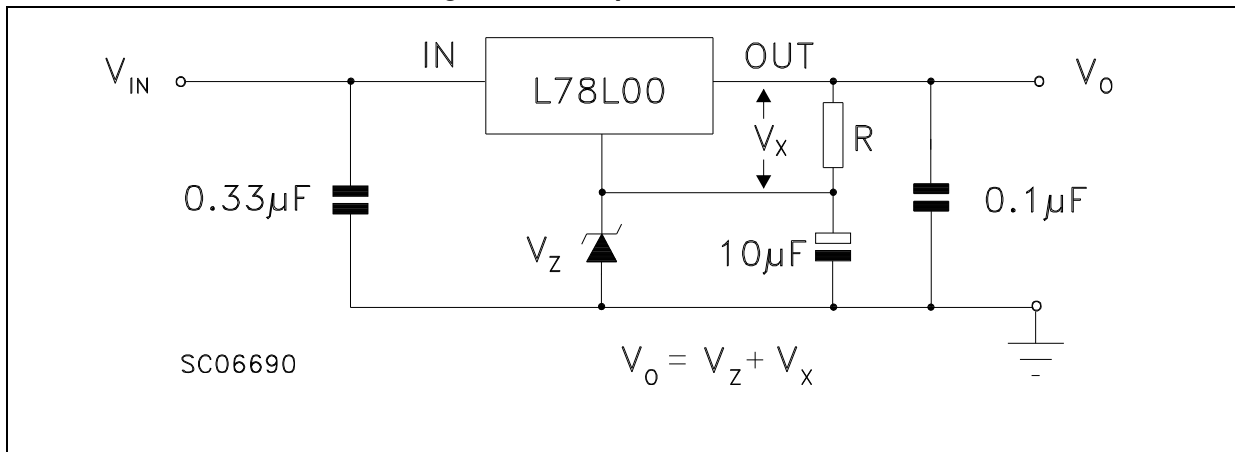 IN
OUT
V_IN
L78L00
V_O
V_X
R
0.33µF
0.1µF
V_Z
10µF
SC06690
V_O = V_Z + V_X